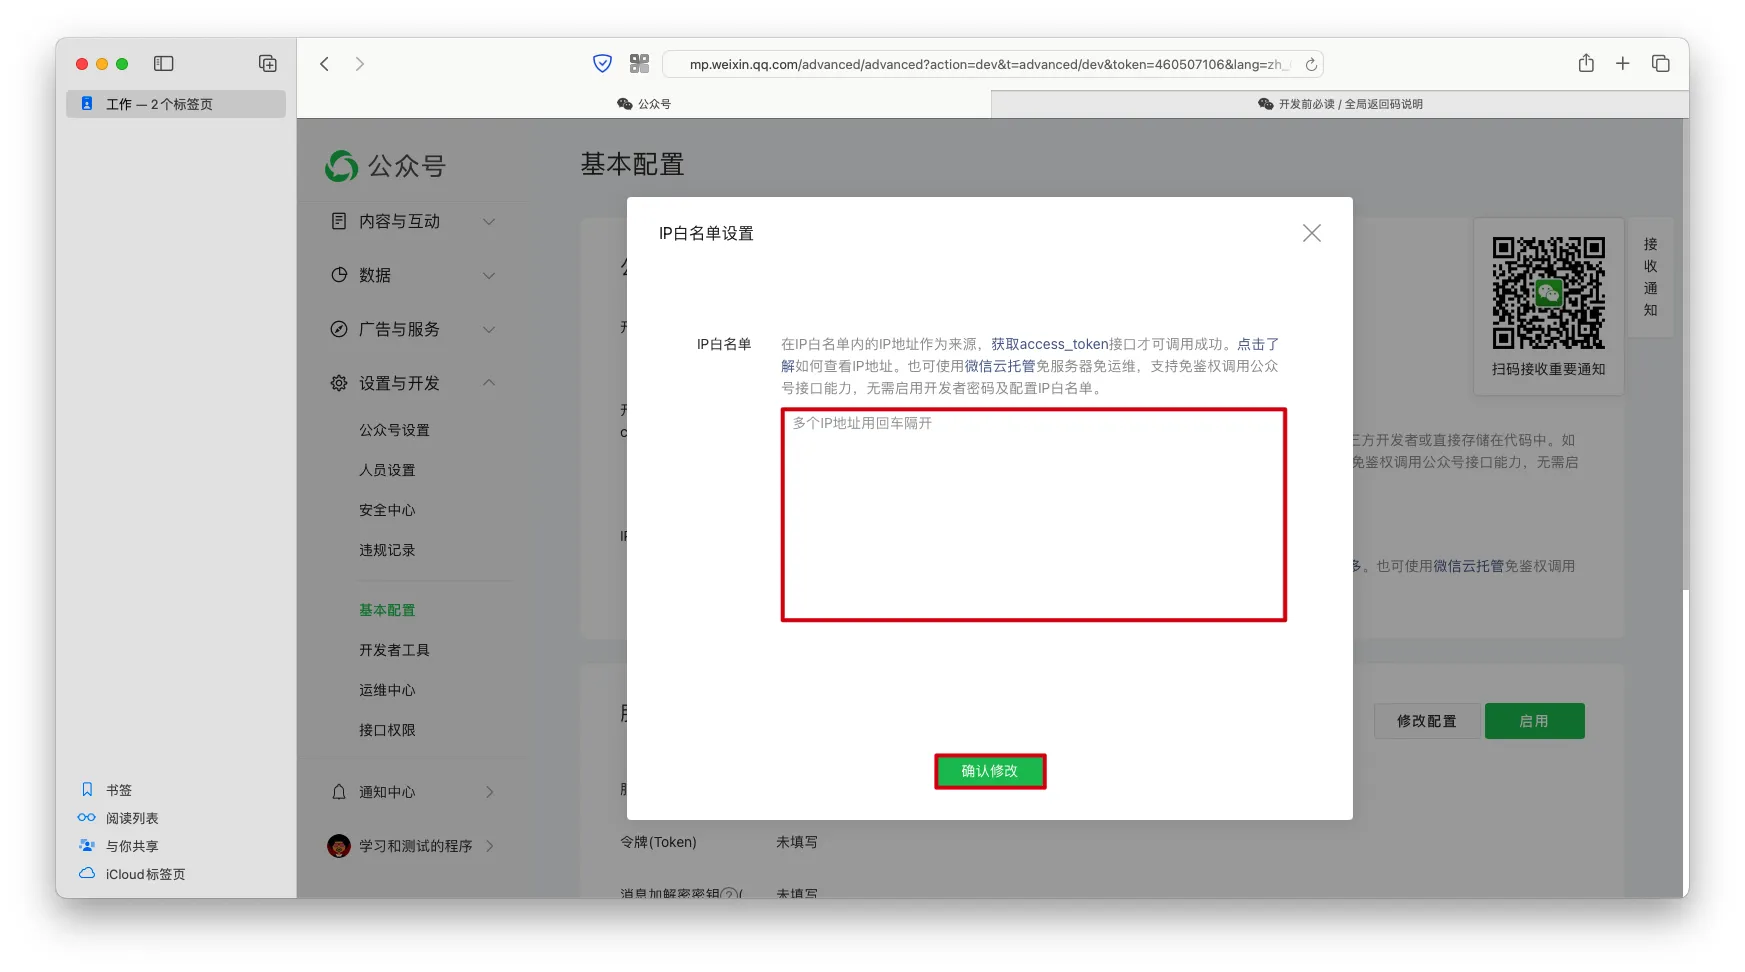 工作 — 2个标签页
mp.weixin.qq.com/advanced/advanced?action=dev&t=advanced/dev&token=460507106&lang=zh_
公众号
开发前必读 / 全局返回码说明
公众号
基本配置
内容与互动
数据
广告与服务
设置与开发
公众号设置
人员设置
安全中心
违规记录
基本配置
开发者工具
运维中心
接口权限
通知中心
学习和测试的程序
书签
阅读列表
与你共享
iCloud标签页
IP白名单设置
IP白名单
在IP白名单内的IP地址作为来源，获取access_token接口才可调用成功。点击了
解如何查看IP地址。也可使用微信云托管免服务器免运维，支持免鉴权调用公众
号接口能力，无需启用开发者密码及配置IP白名单。
多个IP地址用回车隔开
确认修改
接收通知
扫码接收重要通知
三方开发者或直接存储在代码中。如
免鉴权调用公众号接口能力，无需启
多。也可使用微信云托管免鉴权调用
修改配置
启用
令牌(Token)
未填写
消息加解密密钥
未填写